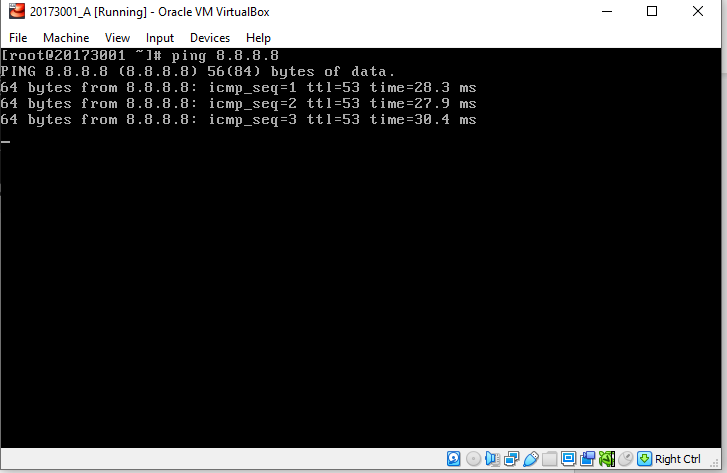 20173001_A [Running] - Oracle VM VirtualBox
File Machine View Input Devices Help
[root@20173001 ~]# ping 8.8.8.8
PING 8.8.8.8 (8.8.8.8) 56(84) bytes of data.
64 bytes from 8.8.8.8: icmp_seq=1 ttl=53 time=28.3 ms
64 bytes from 8.8.8.8: icmp_seq=2 ttl=53 time=27.9 ms
64 bytes from 8.8.8.8: icmp_seq=3 ttl=53 time=30.4 ms
Right Ctrl